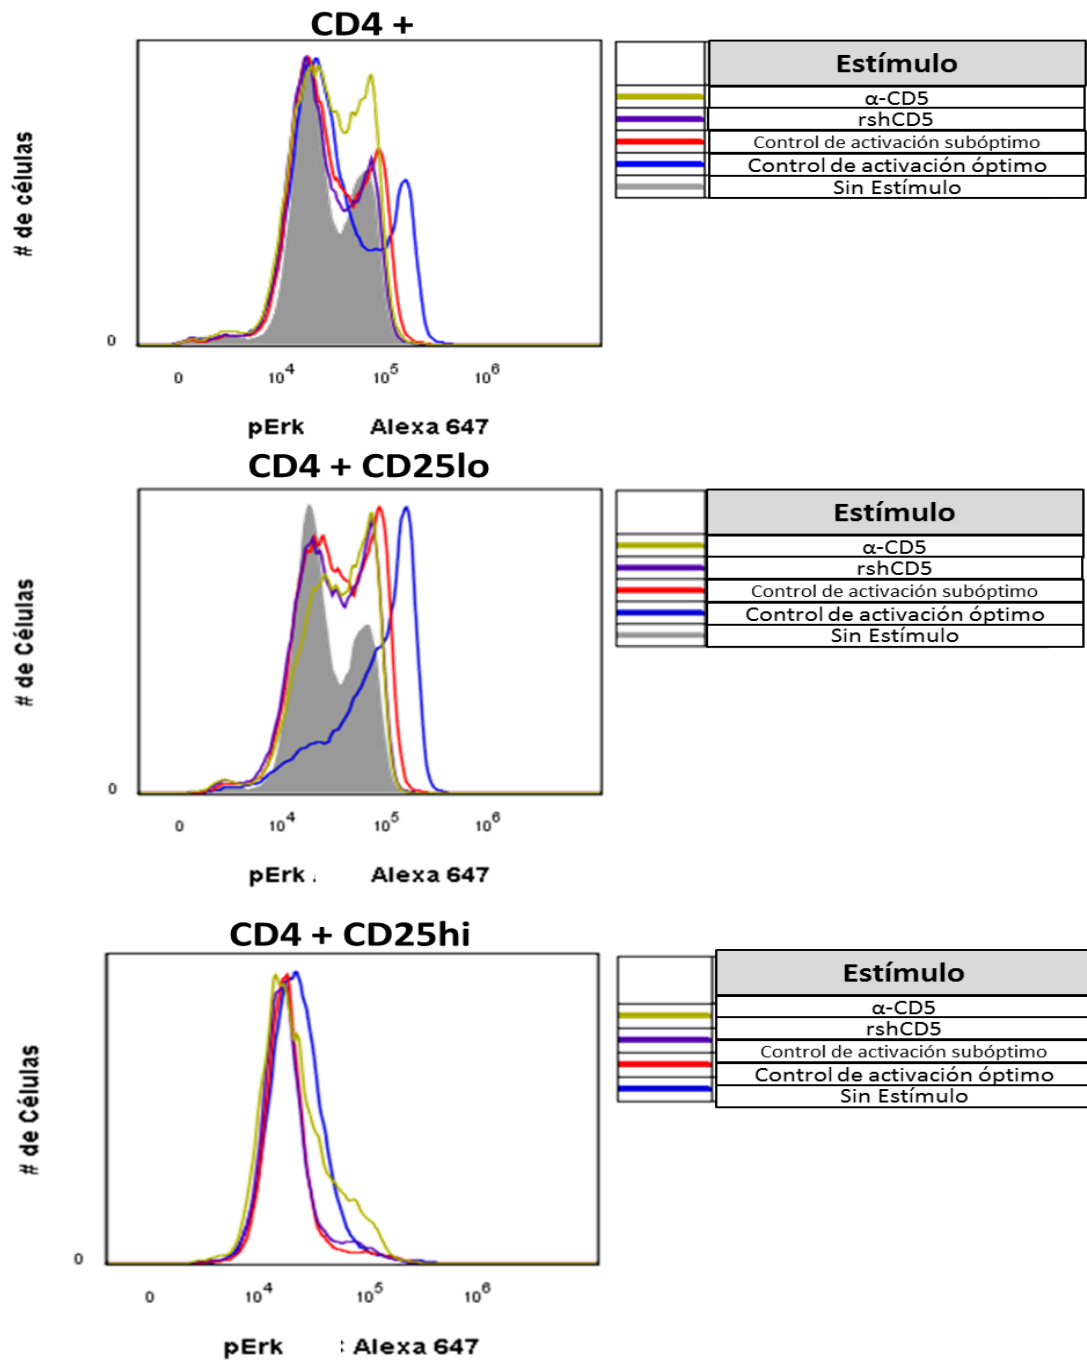 CD4 +
# de células
0
0 10^4 10^5 10^6
pErk Alexa 647
Estímulo
α-CD5
rshCD5
Control de activación subóptimo
Control de activación óptimo
Sin Estímulo
CD4 + CD25lo
# de Células
0
0 10^4 10^5 10^6
pErk . Alexa 647
Estímulo
α-CD5
rshCD5
Control de activación subóptimo
Control de activación óptimo
Sin Estímulo
CD4 + CD25hi
# de Células
0
0 10^4 10^5 10^6
pErk : Alexa 647
Estímulo
α-CD5
rshCD5
Control de activación subóptimo
Control de activación óptimo
Sin Estímulo